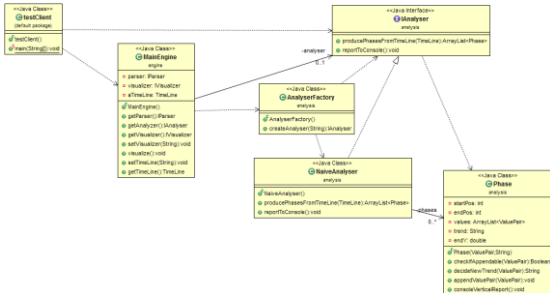 <<Java Class>>
testClient
(default package)
testClient()
main(String[]):void
<<Java Class>>
MainEngine
engine
parser: IParser
visualizer: IVisualizer
aTimeLine: TimeLine
MainEngine()
getParser():IParser
getAnalyzer():IAnalyser
getVisualizer():IVisualizer
setVisualizer(String):void
visualize():void
setTimeLine(String):void
getTimeLine():TimeLine
<<Java Interface>>
IAnalyser
analysis
producePhasesFromTimeLine(TimeLine):ArrayList<Phase>
reportToConsole():void
-analyser
0..1
<<Java Class>>
AnalyserFactory
analysis
AnalyserFactory()
createAnalyser(String):IAnalyser
<<Java Class>>
NaiveAnalyser
analysis
NaiveAnalyser()
producePhasesFromTimeLine(TimeLine):ArrayList<Phase>
reportToConsole():void
-phases
0..*
<<Java Class>>
Phase
analysis
startPos: int
endPos: int
values: ArrayList<ValuePair>
trend: String
endY: double
Phase(ValuePair,String)
checkIfAppendable(ValuePair):Boolean
decideNewTrend(ValuePair):String
appendValuePair(ValuePair):void
consoleVerticalReport():void